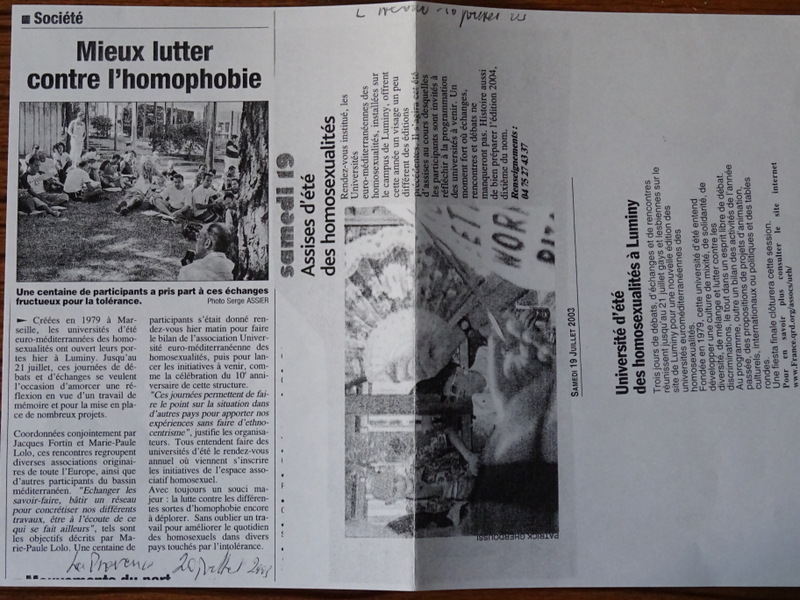 Société
Mieux lutter
contre l'homophobie
Une centaine de participants a pris part à ces échanges
fructueux pour la tolérance.
Photo Serge ASSIER
Créées en 1979 à Mar-
seille, les universités d'été
euro-méditerranéennes des homo-
sexualités ont ouvert leurs por-
tes hier à Luminy. Jusqu'au
21 juillet, ces journées de dé-
bats et d'échanges se veulent
l'occasion d'amorcer une ré-
flexion en vue d'un travail de
mémoire et pour la mise en pla-
ce de nombreux projets.
Coordonnées conjointement par
Jacques Fortin et Marie-Paule
Lolo, ces rencontres regroupent
diverses associations originai-
res de toute l'Europe, ainsi que
d'autres participants du bassin
méditerranéen. "Echanger les
savoir-faire, bâtir un réseau
pour concrétiser nos différents
travaux, être à l'écoute de ce
qui se fait ailleurs", tels sont
les objectifs décrits par Ma-
rie-Paule Lolo. Une centaine de
participants s'était donné ren-
dez-vous hier matin pour faire
le bilan de l'association Univer-
sité euro-méditerranéenne des
homosexualités, puis pour lan-
cer les initiatives à venir, com-
me la célébration du 10e anni-
versaire de cette structure.
"Ces journées permettent de fai-
re le point sur la situation dans
d'autres pays pour apporter nos
expériences sans faire d'ethno-
centrisme", justifie les organisa-
teurs. Tous entendent faire des
universités d'été le rendez-vous
annuel où viennent s'inscrire
les initiatives de l'espace asso-
ciatif homosexuel.
Avec toujours un souci ma-
jeur : la lutte contre les différen-
tes sortes d'homophobie encore
à déplorer. Sans oublier un tra-
vail pour améliorer le quotidien
des homosexuels dans divers
pays touchés par l'intolérance.
La Provence 20 juillet
samedi 19
Assises d'été
des homosexualités
Rendez-vous institué, les
Universités
euro-méditerranéennes des
homosexualités, installées sur
le campus de Luminy, offrent
cette année un visage un peu
différent des éditions
précédentes. Il s'agira cet été
d'assises au cours desquelles
les participants sont invités à
réfléchir à la programmation
des universités à venir. Un
moment fort où échanges,
rencontres et débats ne
manqueront pas. Histoire aussi
de bien préparer l'édition 2004,
dixième du nom.
Renseignements :
04 75 27 43 37
PATRICK GHERDOUSSI
SAMEDI 19 JUILLET 2003
Université d'été
des homosexualités à Luminy
Trois jours de débats, d'échanges et de rencontres
réunissent jusqu'au 21 juillet gays et lesbiennes sur le
site de Luminy pour une nouvelle édition des
universités euroméditerranéennes des
homosexualités.
Fondée en 1979, cette université d'été entend
développer une culture de mixité, de solidarité, de
diversité, de mélange et lutter contre les
discriminations, le tout dans un esprit libre de débat.
Au programme, outre un bilan des activités de l'année
passée, des propositions de projets d'animation,
culturels, internationaux ou politiques et des tables
rondes.
Une fiesta finale clôturera cette session.
Pour en savoir plus consulter le site internet
www.France.qrd.org/assocs/ueh/